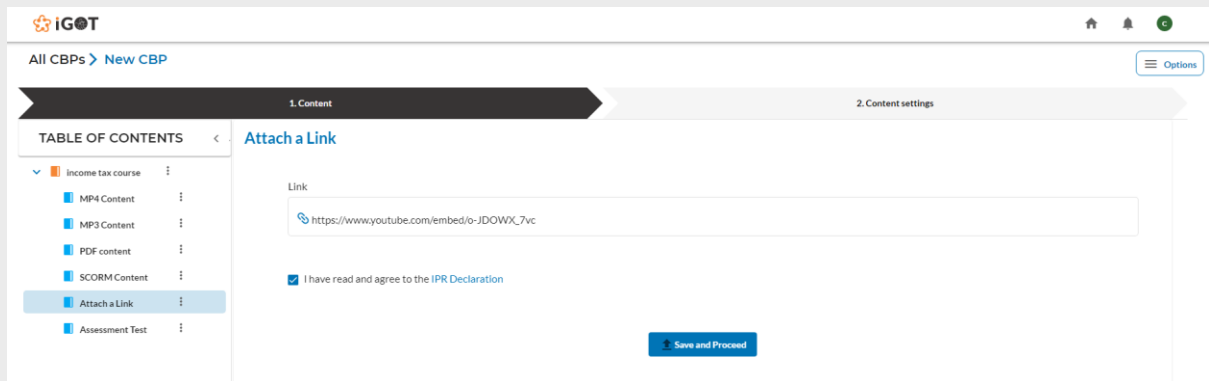 iGOT
C
All CBPs > New CBP
Options
1. Content
2. Content settings
TABLE OF CONTENTS
Attach a Link
income tax course
MP4 Content
MP3 Content
PDF content
SCORM Content
Attach a Link
Assessment Test
Link
https://www.youtube.com/embed/o-JDOWX_7vc
I have read and agree to the IPR Declaration
Save and Proceed